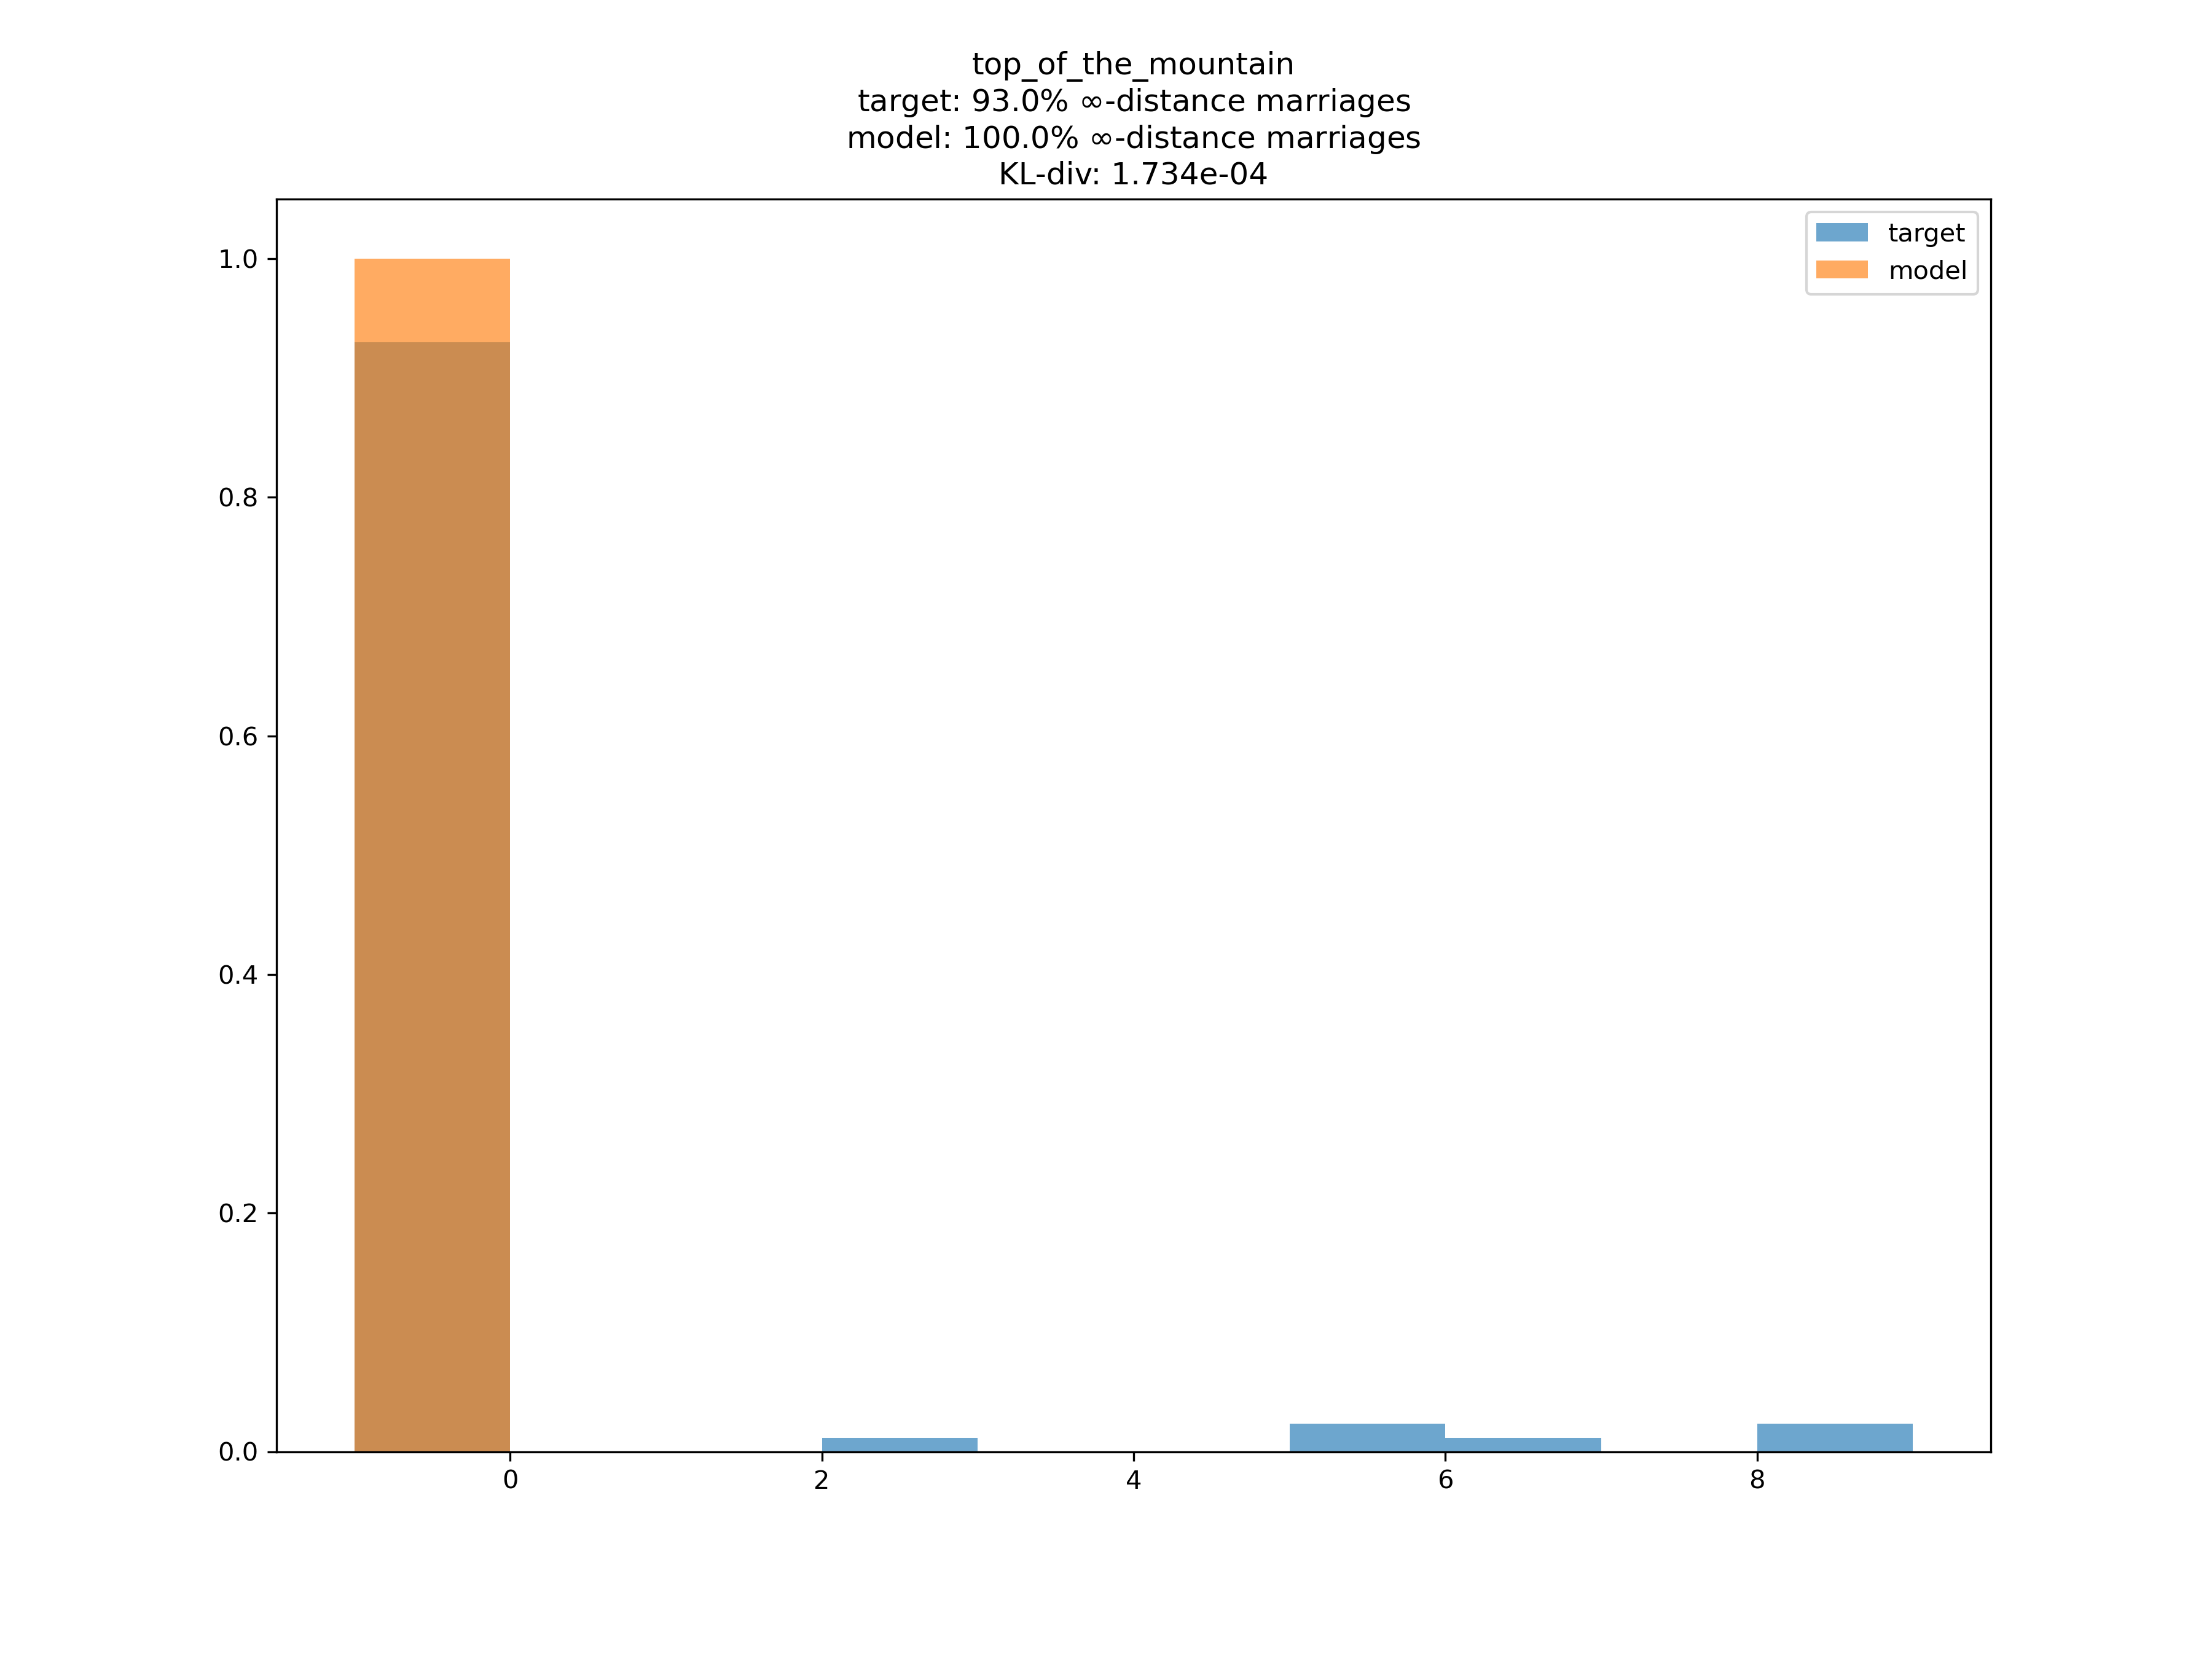 top_of_the_mountain
target: 93.0% ∞-distance marriages
model: 100.0% ∞-distance marriages
KL-div: 1.734e-04
target
model
1.0
0.8
0.6
0.4
0.2
0.0
0 2 4 6 8